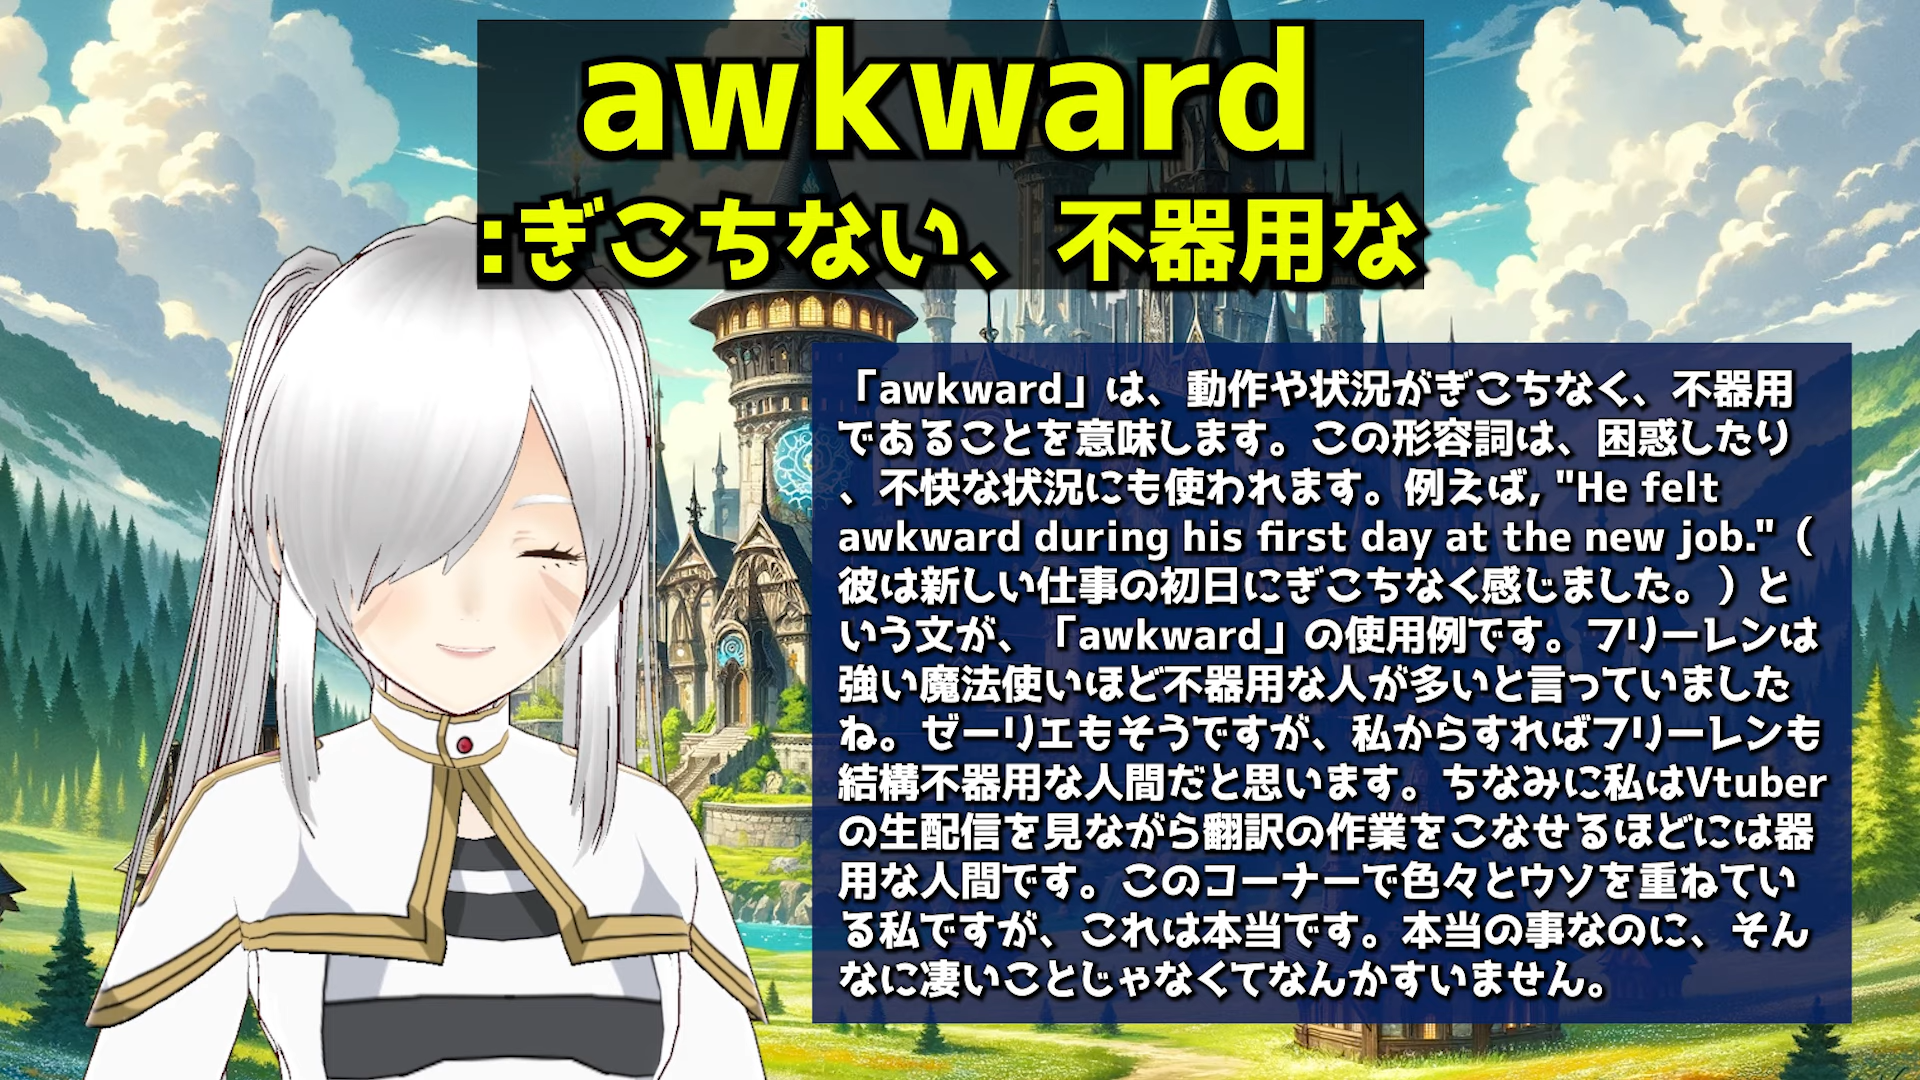 awkward
:ぎこちない、不器用な
「awkward」は、動作や状況がぎこちなく、不器用
であることを意味します。この形容詞は、困惑したり
、不快な状況にも使われます。例えば, "He felt
awkward during his first day at the new job."（
彼は新しい仕事の初日にぎこちなく感じました。）と
いう文が、「awkward」の使用例です。フリーレンは
強い魔法使いほど不器用な人が多いと言っていました
ね。ゼーリエもそうですが、私からすればフリーレンも
結構不器用な人間だと思います。ちなみに私はVtuber
の生配信を見ながら翻訳の作業をこなせるほどには器
用な人間です。このコーナーで色々とウソを重ねてい
る私ですが、これは本当です。本当の事なのに、そん
なに凄いことじゃなくてなんかすいません。